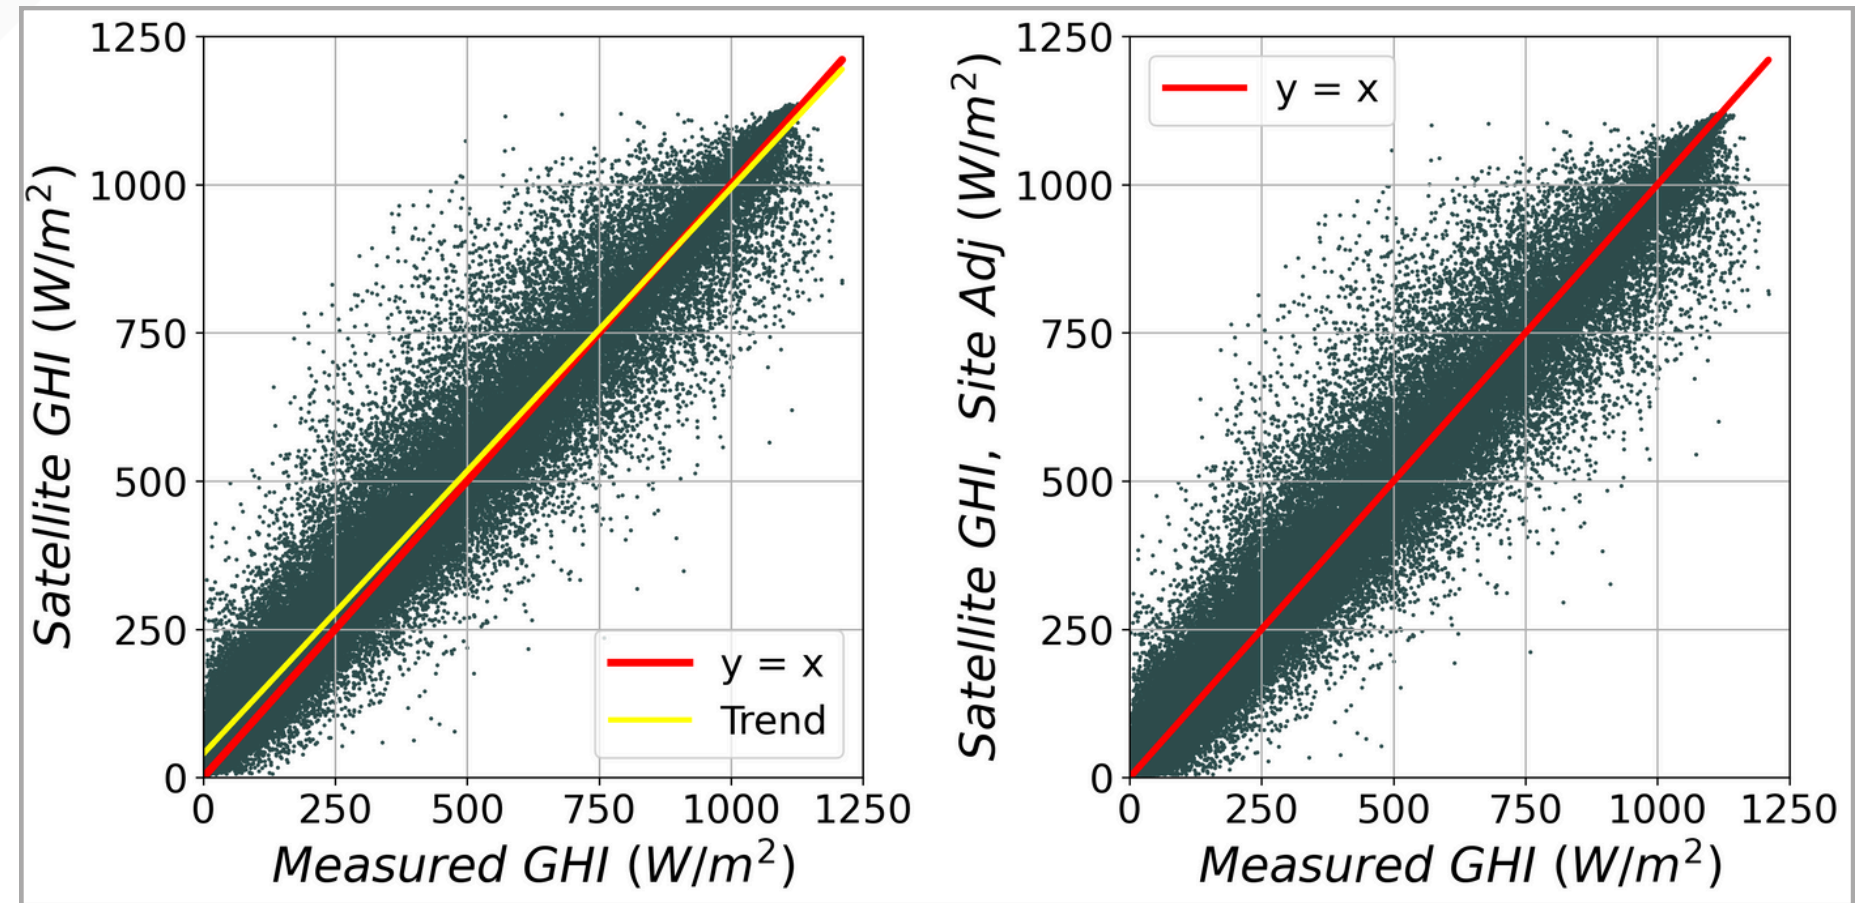 Satellite GHI (W/m²)
1250
1000
750
500
250
0
0 250 500 750 1000 1250
Measured GHI (W/m²)
y = x
Trend
Satellite GHI, Site Adj (W/m²)
1250
1000
750
500
250
0
0 250 500 750 1000 1250
Measured GHI (W/m²)
y = x